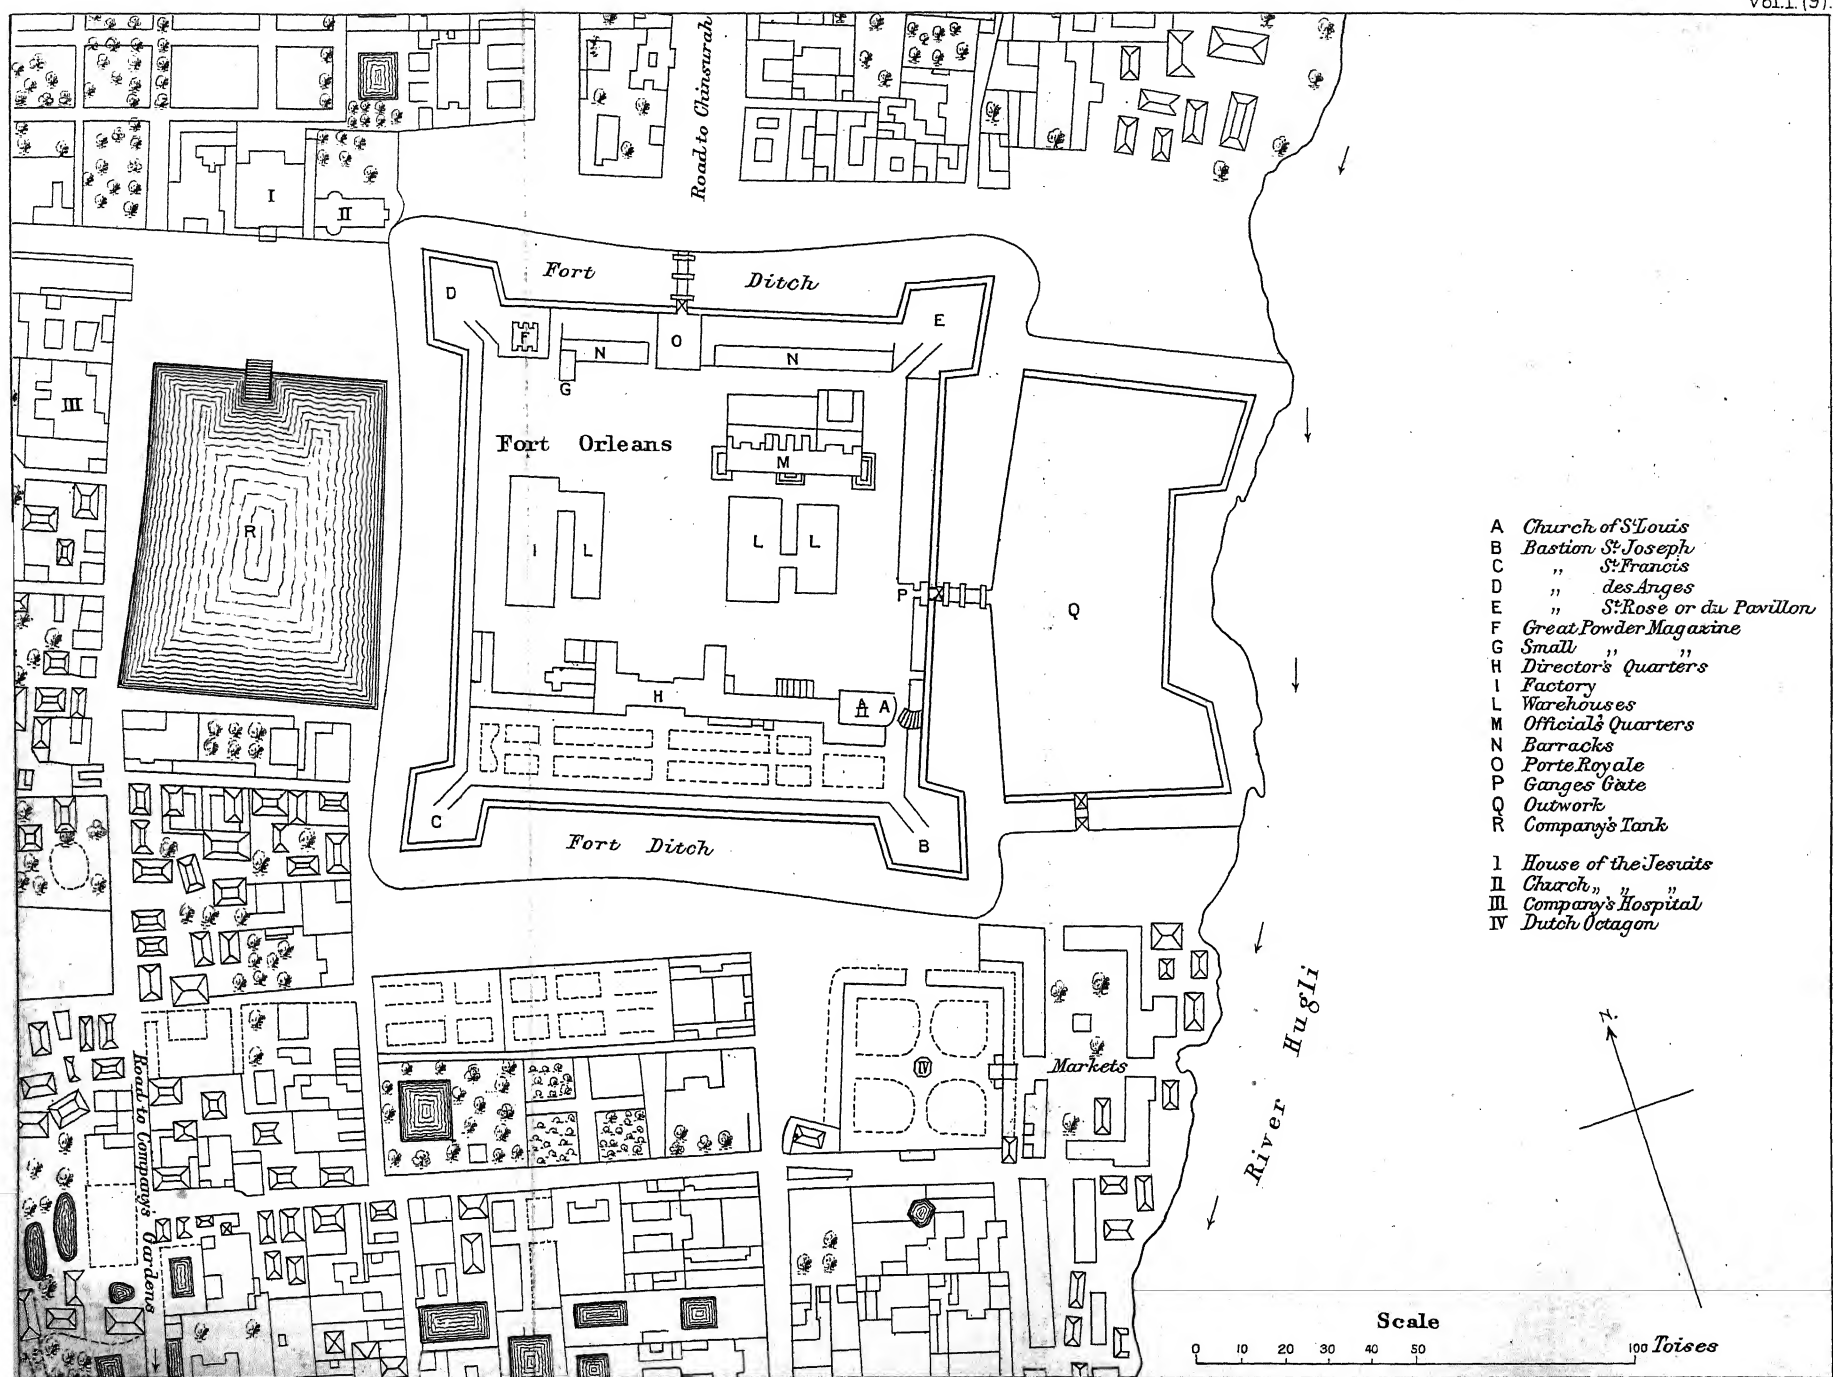 Vol.I.(9).
Road to Chinsurah
I
II
Fort Ditch
D
E
F
N
O
N
G
III
Fort Orleans
M
R
I
L
L
L
P
Q
H
A
A
C
B
Fort Ditch
A Church of St. Louis
B Bastion St. Joseph
C „ St. Francis
D „ des Anges
E „ St. Rose or du Pavillon
F Great Powder Magazine
G Small „ „
H Director's Quarters
I Factory
L Warehouses
M Official's Quarters
N Barracks
O Porte Royale
P Ganges Gate
Q Outwork
R Company's Tank
I House of the Jesuits
II Church „ „ „
III Company's Hospital
IV Dutch Octagon
River Hugli
N.
IV
Markets
Road to Company's Gardens
Scale
0 10 20 30 40 50 100 Toises